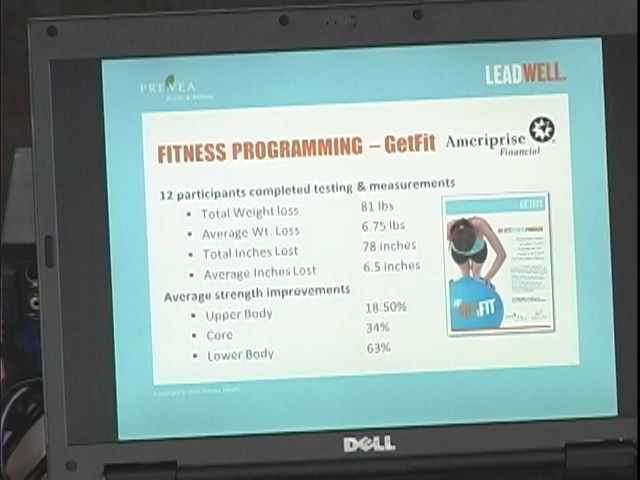 PREVEA
LEADWELL.
FITNESS PROGRAMMING – GetFit
Ameriprise
Financial
12 participants completed testing & measurements
▪ Total Weight loss 81 lbs
▪ Average Wt. Loss 6.75 lbs
▪ Total Inches Lost 78 inches
▪ Average Inches Lost 6.5 inches
Average strength improvements
▪ Upper Body 18.50%
▪ Core 34%
▪ Lower Body 63%
GETFIT
GETFIT
DELL